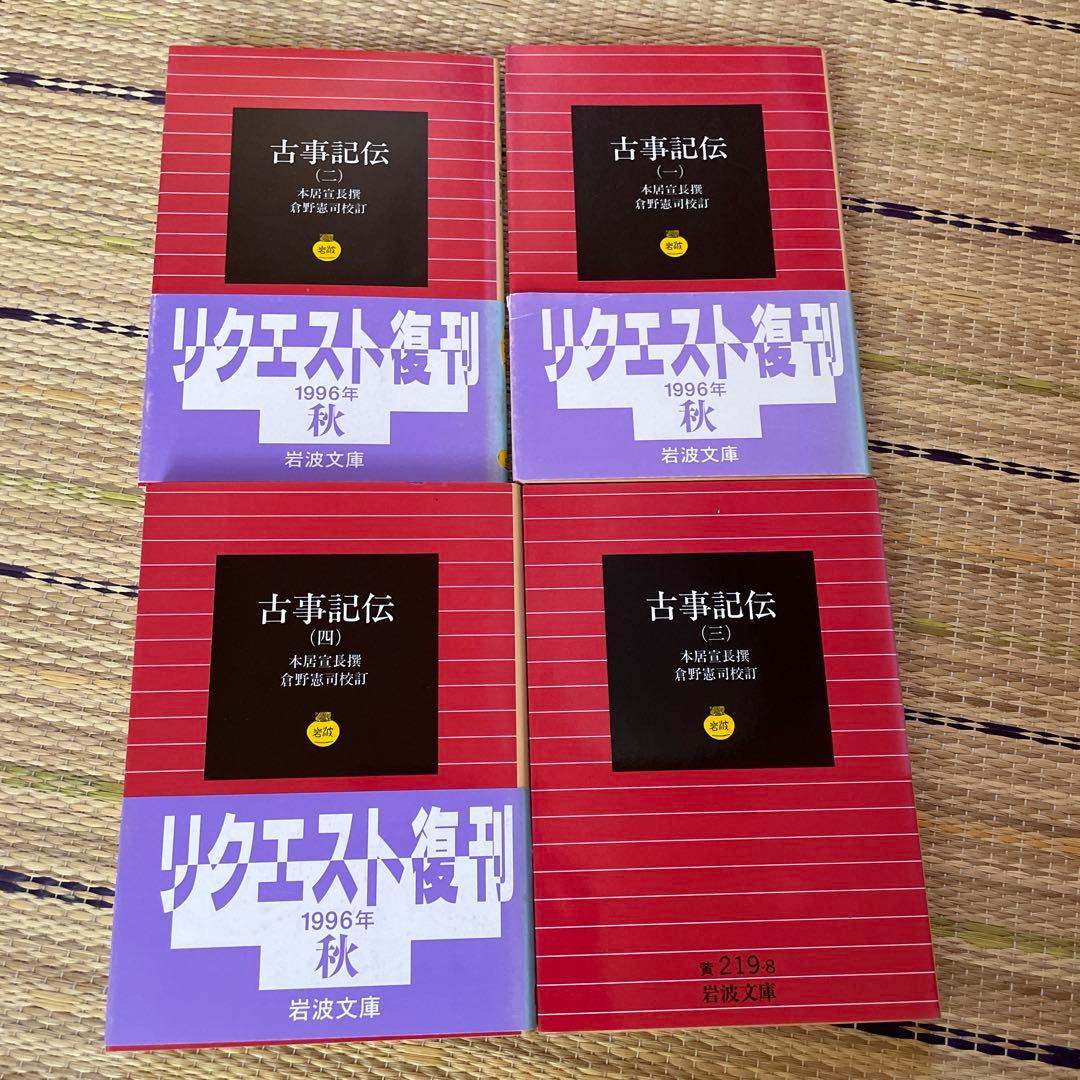 古事記伝
(二)
本居宣長撰
倉野憲司校訂
岩波
リクエスト復刊
1996年
秋
岩波文庫
古事記伝
(一)
本居宣長撰
倉野憲司校訂
岩波
リクエスト復刊
1996年
秋
岩波文庫
古事記伝
(四)
本居宣長撰
倉野憲司校訂
岩波
リクエスト復刊
1996年
秋
岩波文庫
古事記伝
(三)
本居宣長撰
倉野憲司校訂
岩波
黄219-8
岩波文庫